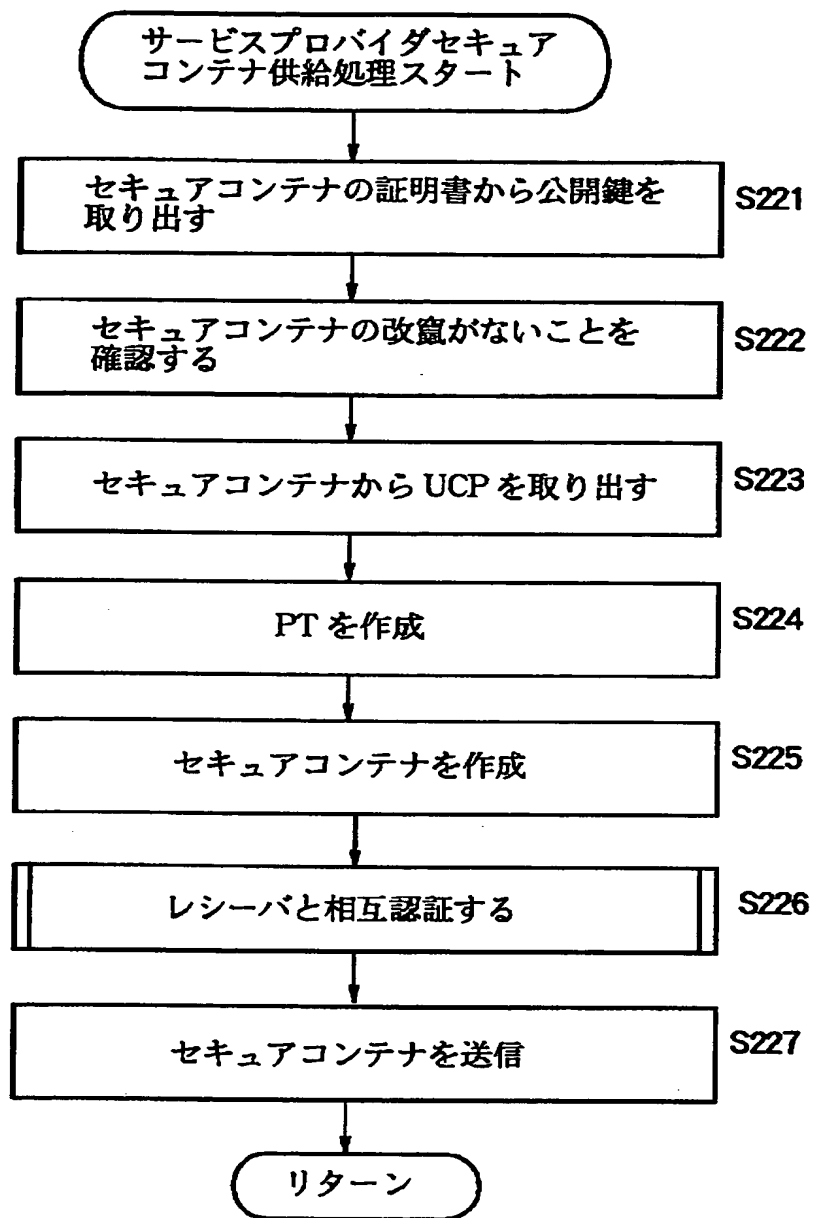 サービスプロバイダセキュア
コンテナ供給処理スタート
セキュアコンテナの証明書から公開鍵を
取り出す
S221
セキュアコンテナの改竄がないことを
確認する
S222
セキュアコンテナから UCP を取り出す
S223
PT を作成
S224
セキュアコンテナを作成
S225
レシーバと相互認証する
S226
セキュアコンテナを送信
S227
リターン